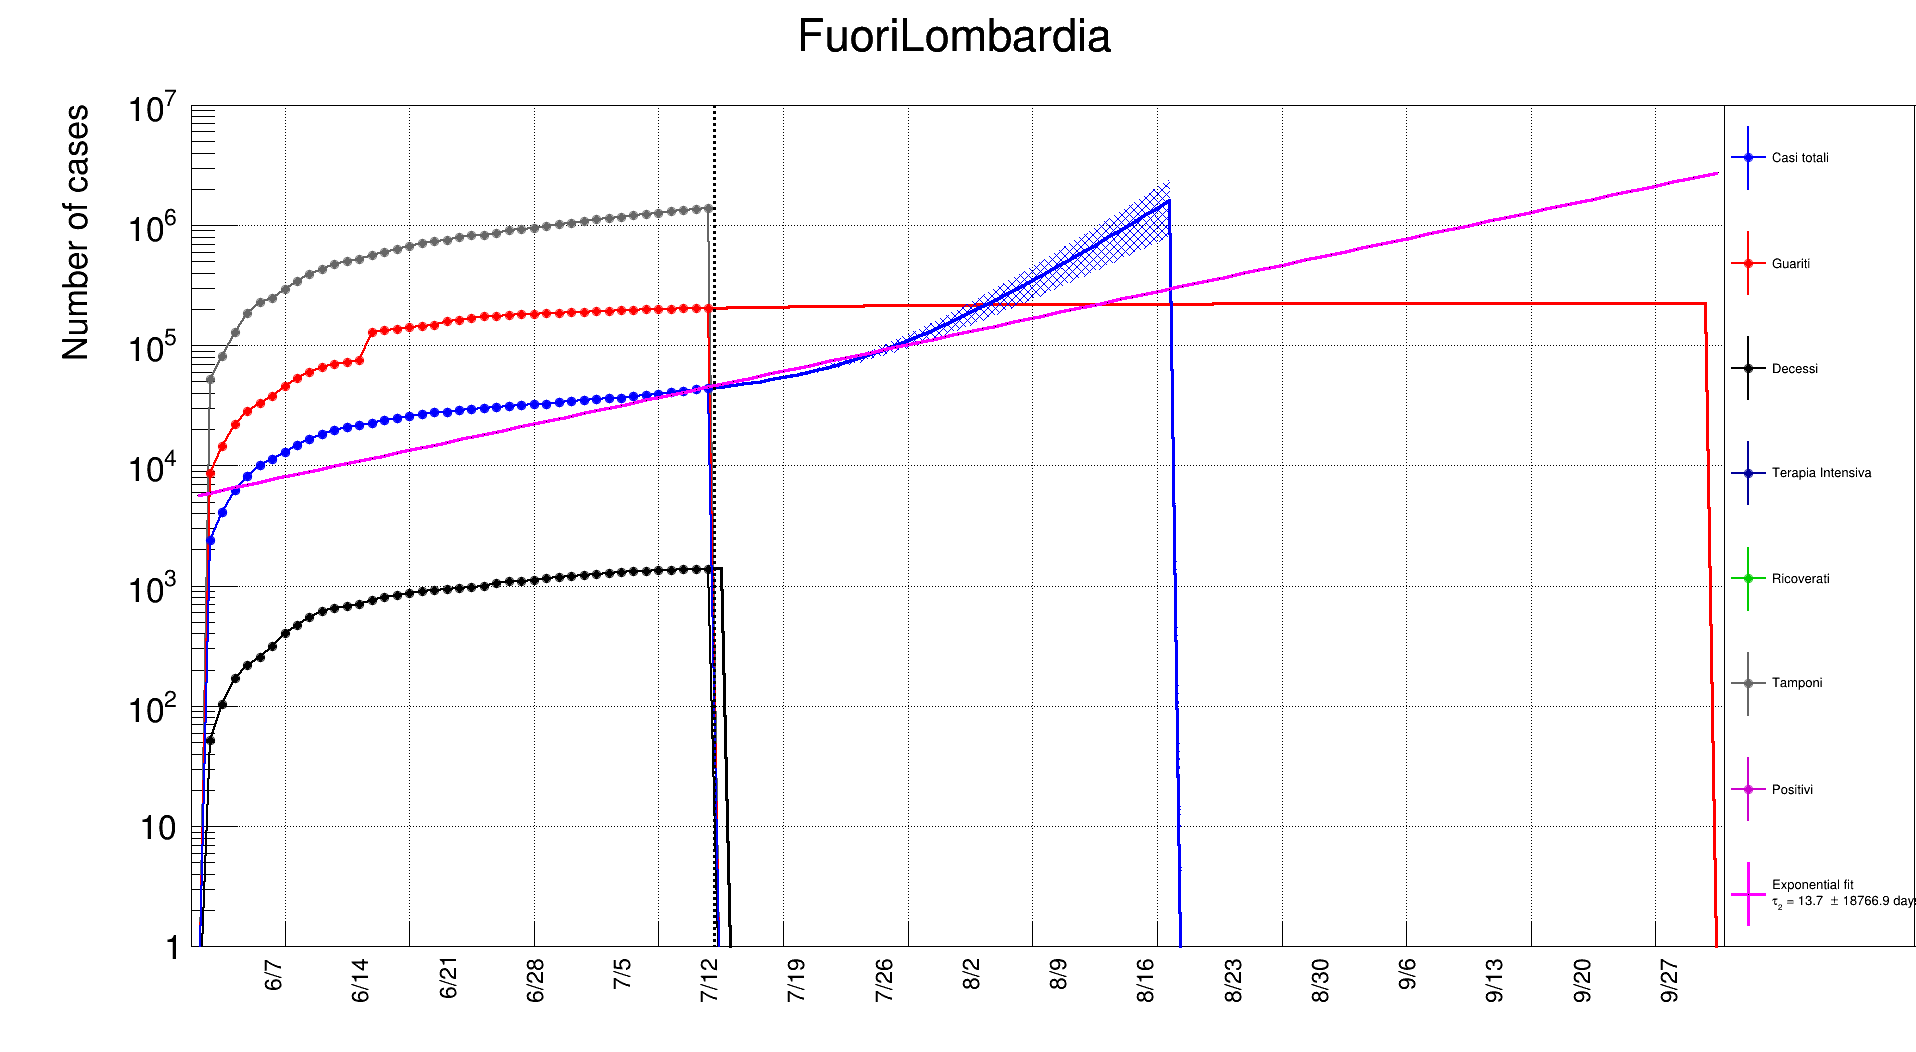 FuoriLombardia
Number of cases
10^7
10^6
10^5
10^4
10^3
10^2
10
1
6/7
6/14
6/21
6/28
7/5
7/12
7/19
7/26
8/2
8/9
8/16
8/23
8/30
9/6
9/13
9/20
9/27
Casi totali
Guariti
Decessi
Terapia Intensiva
Ricoverati
Tamponi
Positivi
Exponential fit
τ_2 = 13.7 ± 18766.9 day